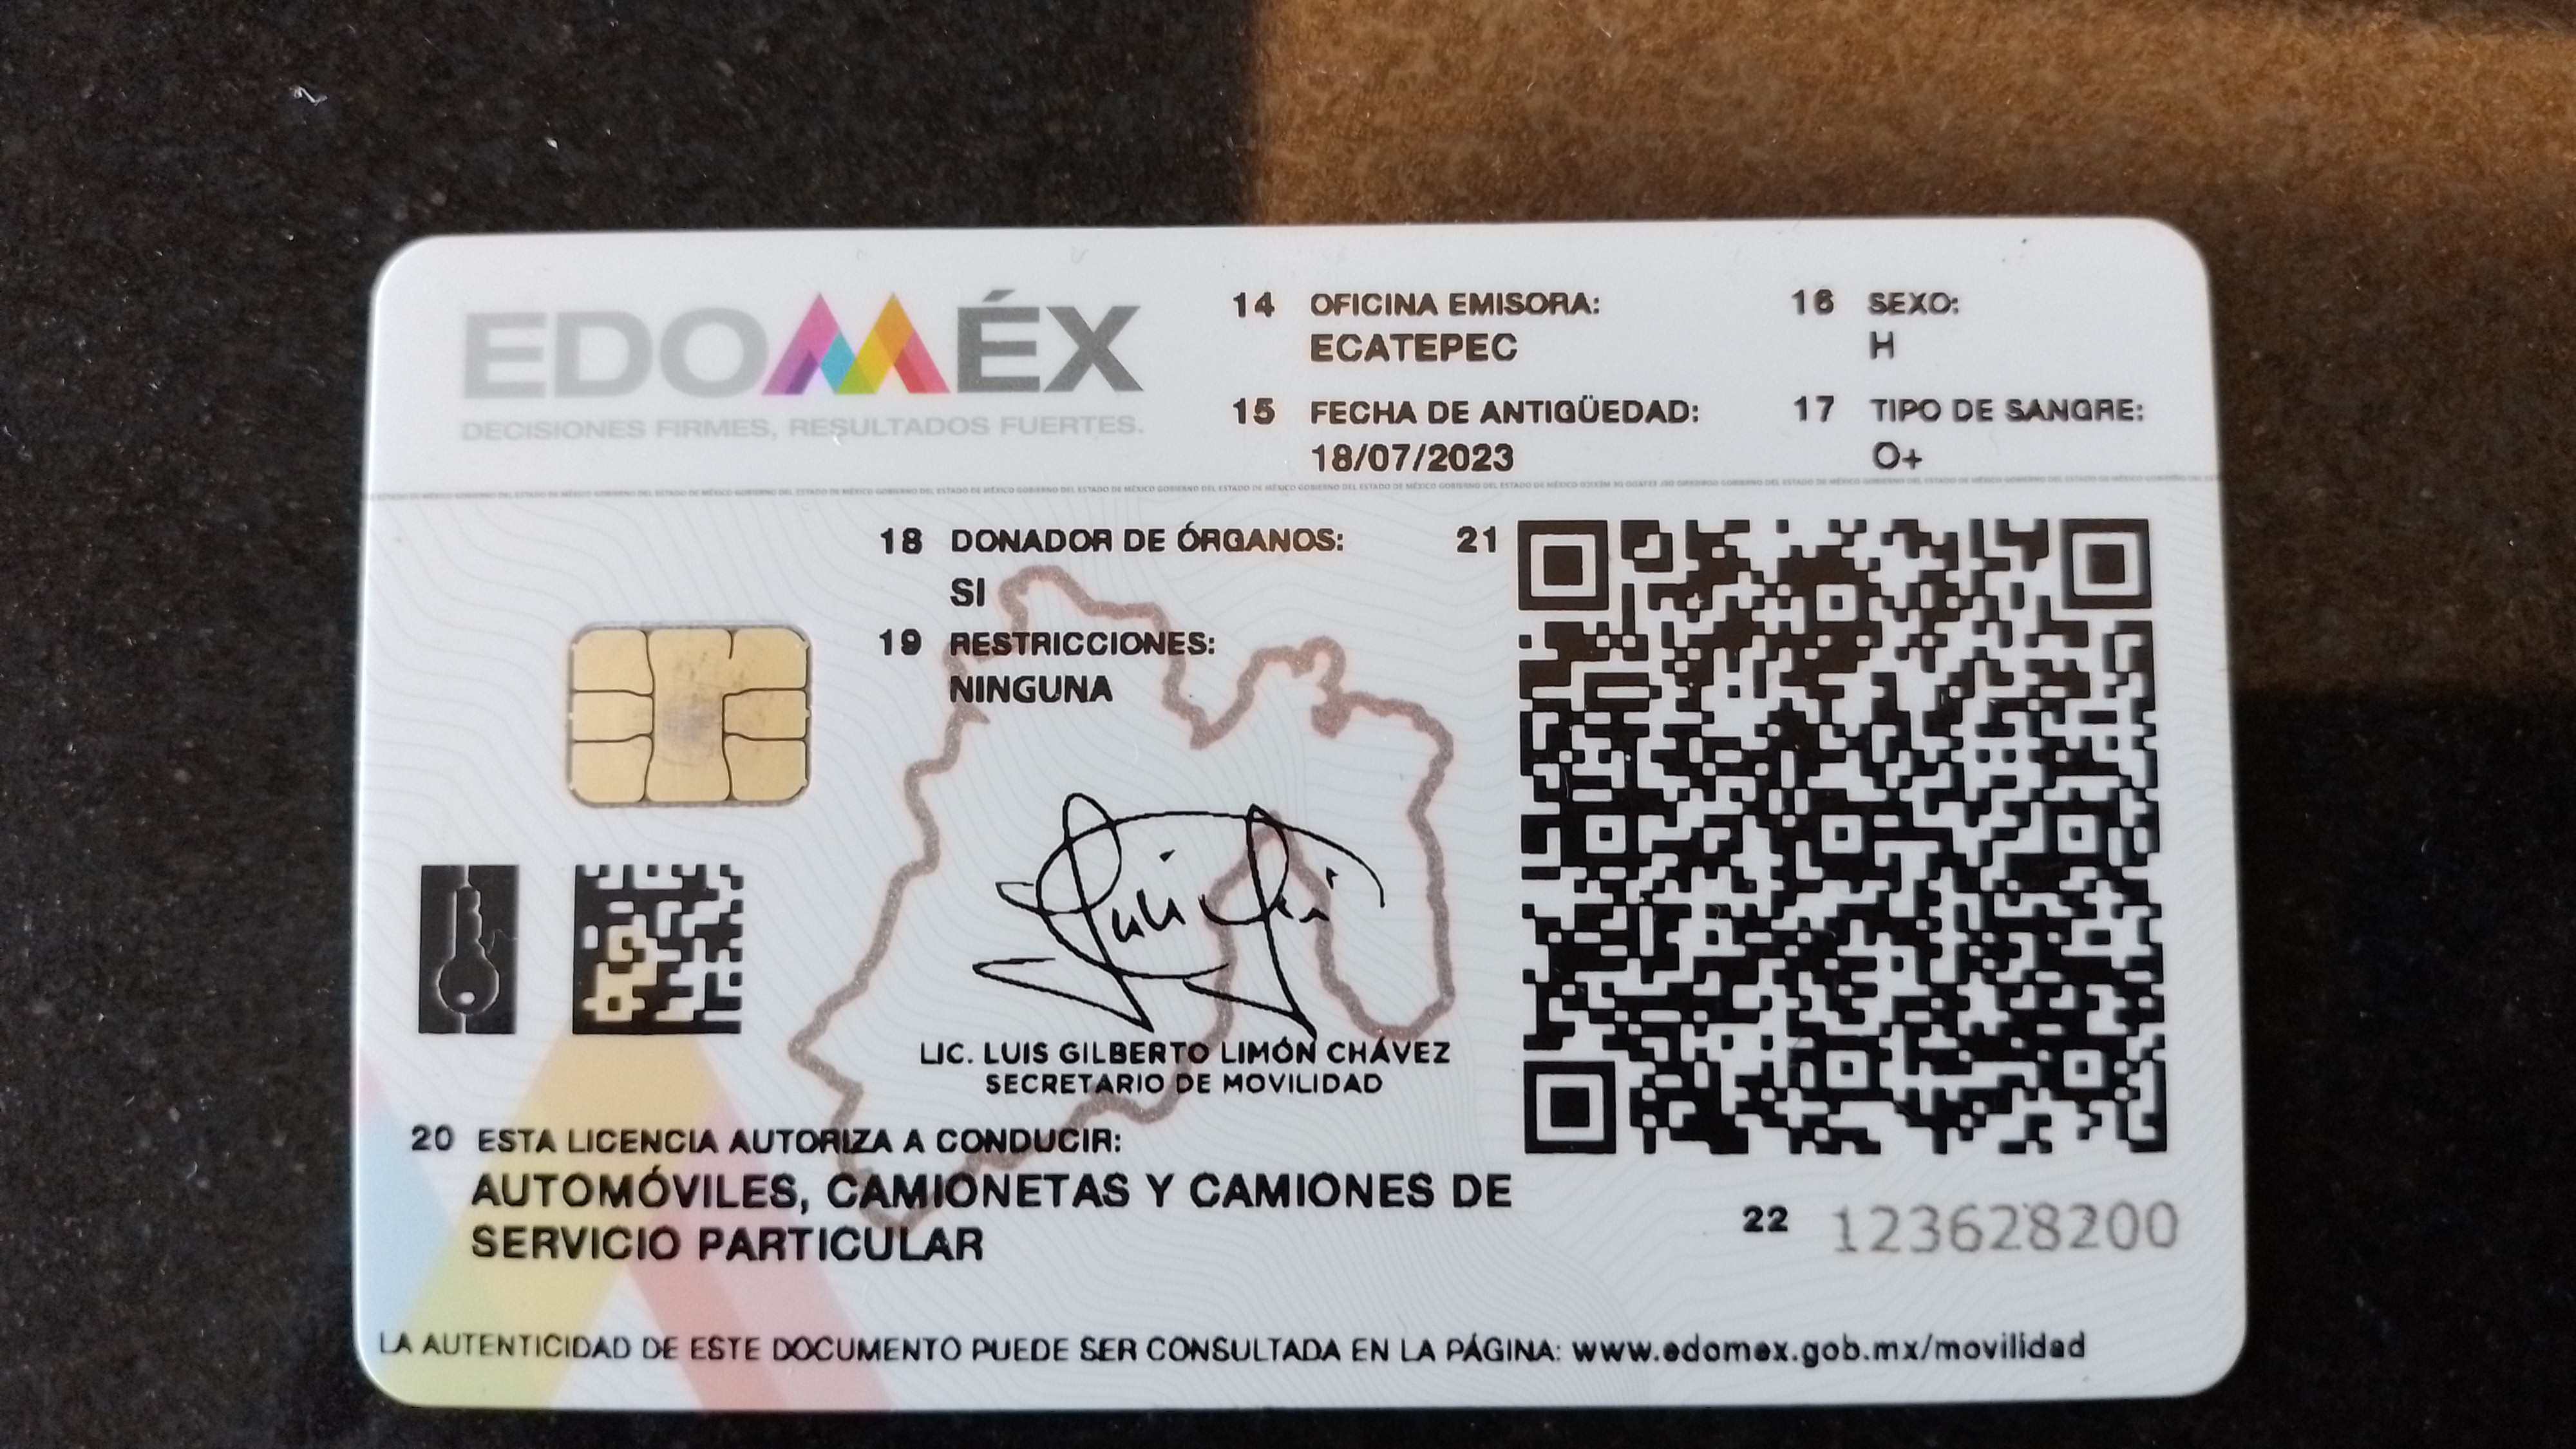 EDOMÉX
DECISIONES FIRMES, RESULTADOS FUERTES.
14 OFICINA EMISORA:
ECATEPEC
16 SEXO:
H
15 FECHA DE ANTIGÜEDAD:
18/07/2023
17 TIPO DE SANGRE:
O+
18 DONADOR DE ÓRGANOS:
SI
19 RESTRICCIONES:
NINGUNA
21
LIC. LUIS GILBERTO LIMÓN CHÁVEZ
SECRETARIO DE MOVILIDAD
20 ESTA LICENCIA AUTORIZA A CONDUCIR:
AUTOMÓVILES, CAMIONETAS Y CAMIONES DE
SERVICIO PARTICULAR
22 123628200
LA AUTENTICIDAD DE ESTE DOCUMENTO PUEDE SER CONSULTADA EN LA PÁGINA: www.edomex.gob.mx/movilidad